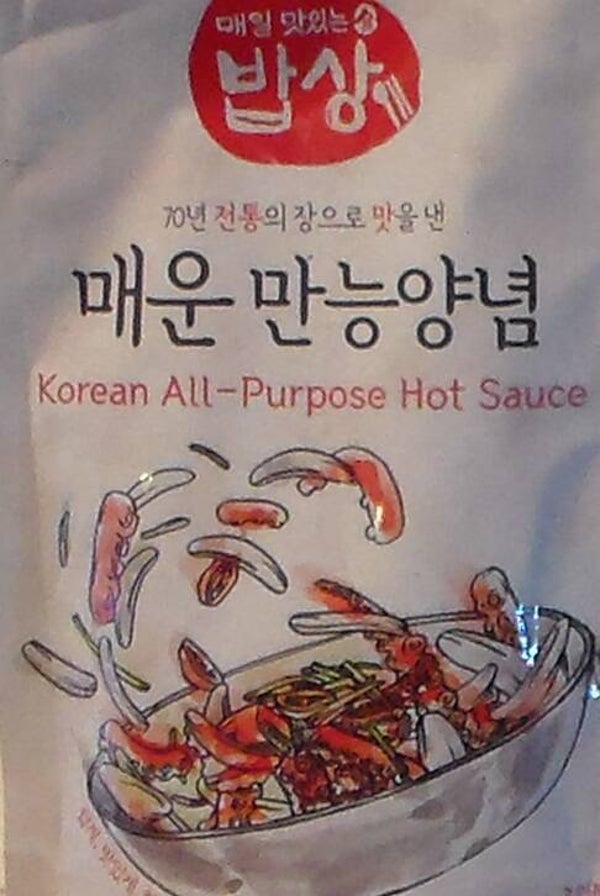 매일 맛있는
밥상
70년 전통의 장으로 맛을 낸
매운 만능양념
Korean All-Purpose Hot Sauce